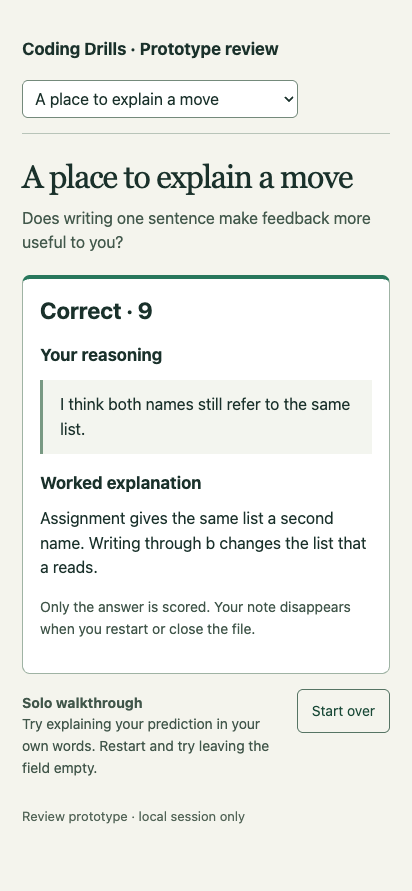 Coding Drills · Prototype review
A place to explain a move
A place to explain a move
Does writing one sentence make feedback more
useful to you?
Correct · 9
Your reasoning
I think both names still refer to the same
list.
Worked explanation
Assignment gives the same list a second
name. Writing through b changes the list that
a reads.
Only the answer is scored. Your note disappears
when you restart or close the file.
Solo walkthrough
Try explaining your prediction in your
own words. Restart and try leaving the
field empty.
Start over
Review prototype · local session only